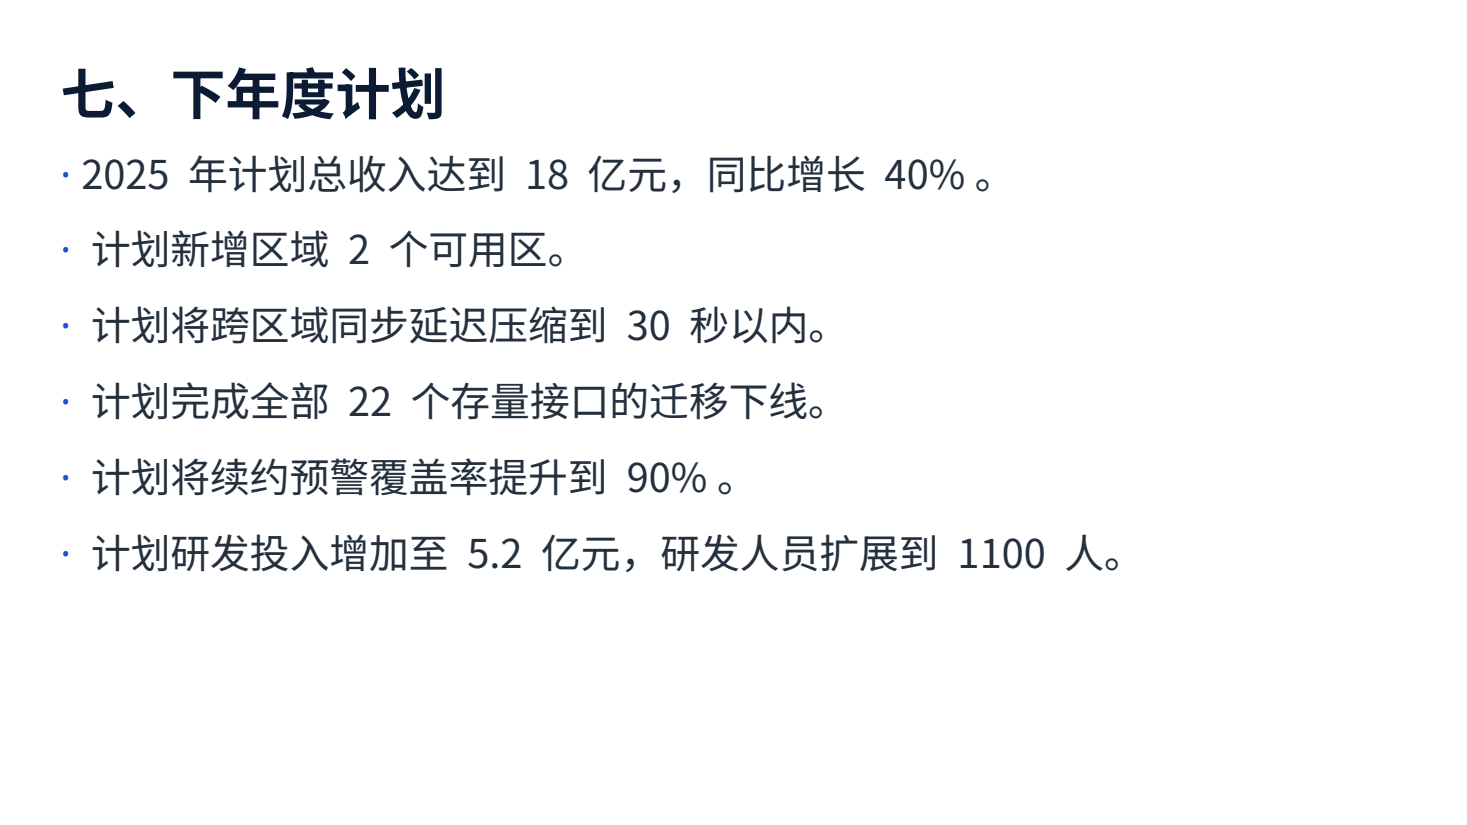 七、下年度计划
· 2025 年计划总收入达到 18 亿元，同比增长 40% 。
· 计划新增区域 2 个可用区。
· 计划将跨区域同步延迟压缩到 30 秒以内。
· 计划完成全部 22 个存量接口的迁移下线。
· 计划将续约预警覆盖率提升到 90% 。
· 计划研发投入增加至 5.2 亿元，研发人员扩展到 1100 人。